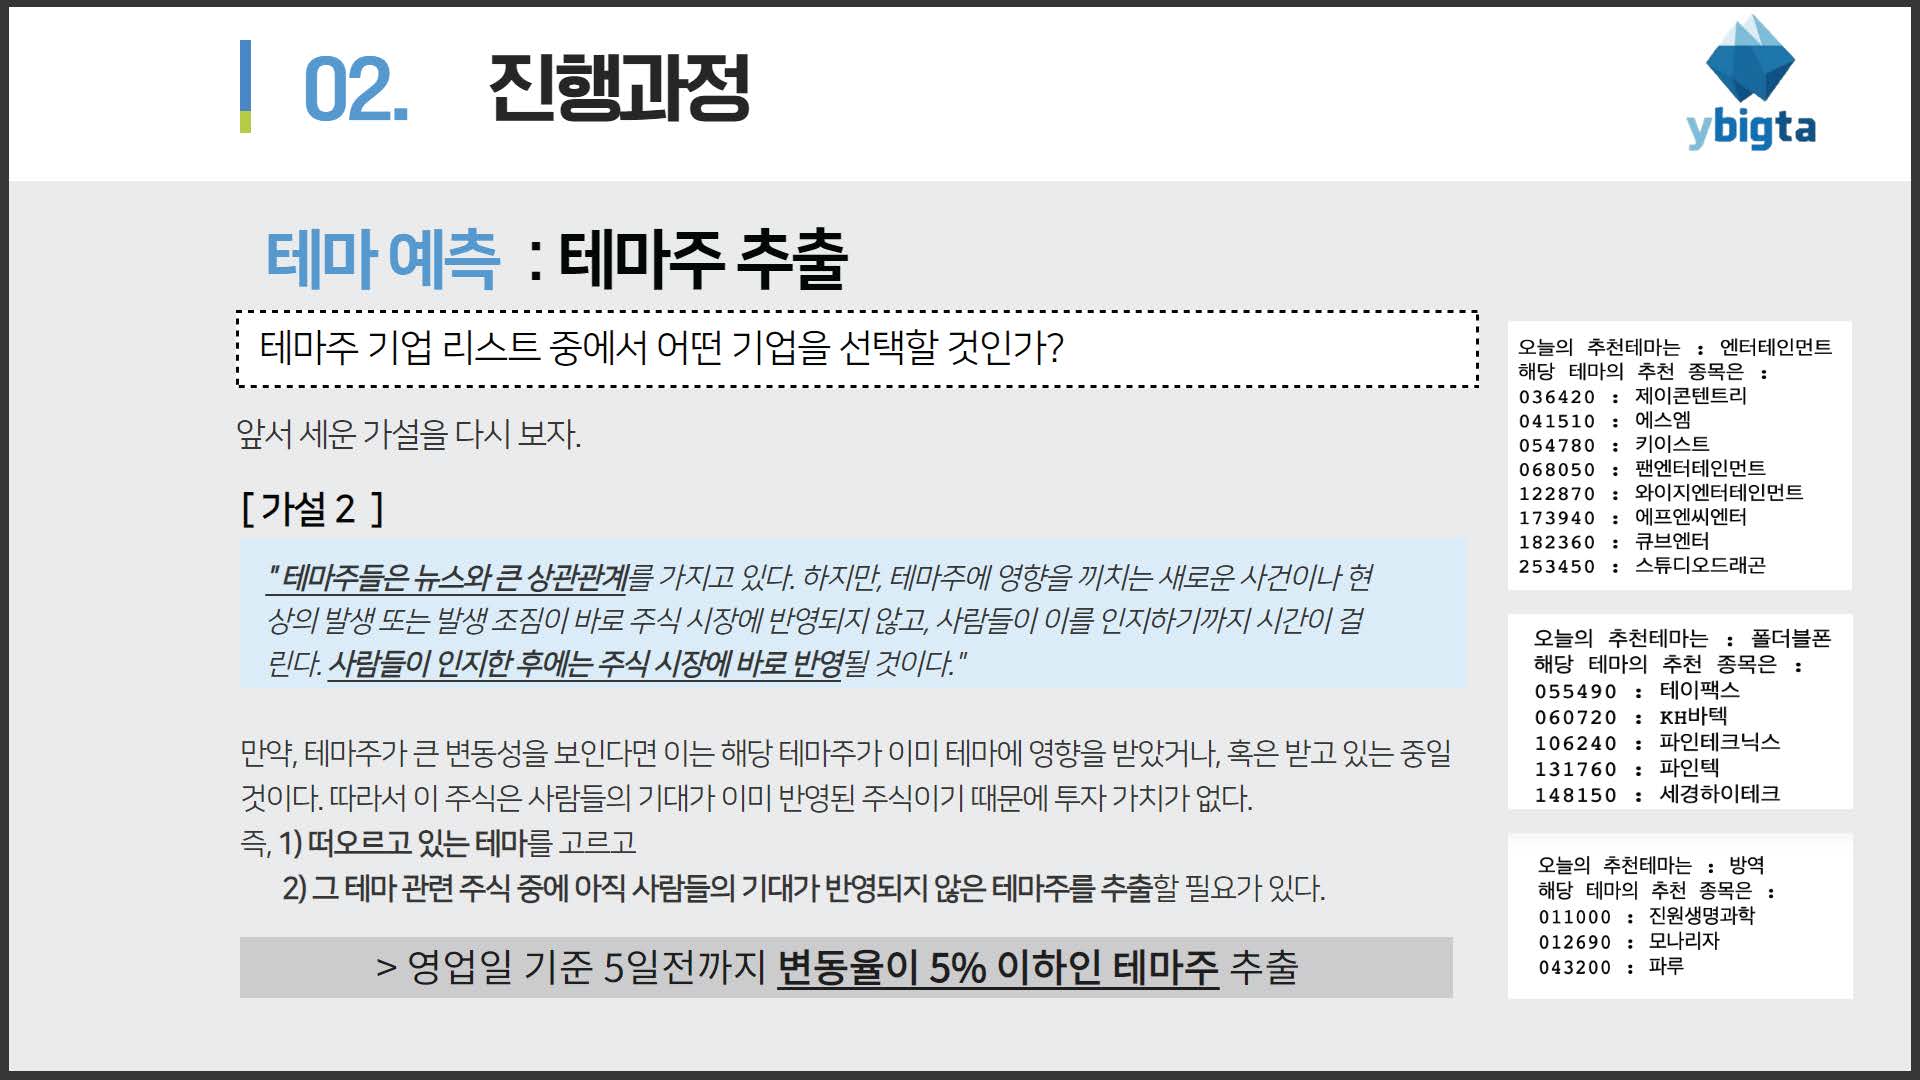 02. 진행과정
ybigta
테마 예측 : 테마주 추출
테마주 기업 리스트 중에서 어떤 기업을 선택할 것인가?
앞서 세운 가설을 다시 보자.
[ 가설 2 ]
" 테마주들은 뉴스와 큰 상관관계를 가지고 있다. 하지만, 테마주에 영향을 끼치는 새로운 사건이나 현
상의 발생 또는 발생 조짐이 바로 주식 시장에 반영되지 않고, 사람들이 이를 인지하기까지 시간이 걸
린다. 사람들이 인지한 후에는 주식 시장에 바로 반영될 것이다."
만약, 테마주가 큰 변동성을 보인다면 이는 해당 테마주가 이미 테마에 영향을 받았거나, 혹은 받고 있는 중일
것이다. 따라서 이 주식은 사람들의 기대가 이미 반영된 주식이기 때문에 투자 가치가 없다.
즉, 1) 떠오르고 있는 테마를 고르고
2) 그 테마 관련 주식 중에 아직 사람들의 기대가 반영되지 않은 테마주를 추출할 필요가 있다.
> 영업일 기준 5일전까지 변동율이 5% 이하인 테마주 추출
오늘의 추천테마는 : 엔터테인먼트
해당 테마의 추천 종목은 :
036420 : 제이콘텐트리
041510 : 에스엠
054780 : 키이스트
068050 : 팬엔터테인먼트
122870 : 와이지엔터테인먼트
173940 : 에프엔씨엔터
182360 : 큐브엔터
253450 : 스튜디오드래곤
오늘의 추천테마는 : 폴더블폰
해당 테마의 추천 종목은 :
055490 : 테이팩스
060720 : KH바텍
106240 : 파인테크닉스
131760 : 파인텍
148150 : 세경하이테크
오늘의 추천테마는 : 방역
해당 테마의 추천 종목은 :
011000 : 진원생명과학
012690 : 모나리자
043200 : 파루